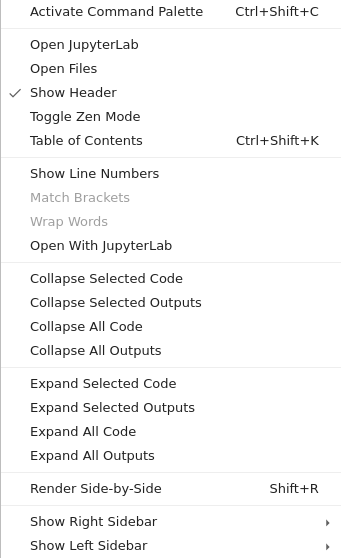 Activate Command Palette Ctrl+Shift+C
Open JupyterLab
Open Files
Show Header
Toggle Zen Mode
Table of Contents Ctrl+Shift+K
Show Line Numbers
Match Brackets
Wrap Words
Open With JupyterLab
Collapse Selected Code
Collapse Selected Outputs
Collapse All Code
Collapse All Outputs
Expand Selected Code
Expand Selected Outputs
Expand All Code
Expand All Outputs
Render Side-by-Side Shift+R
Show Right Sidebar
Show Left Sidebar